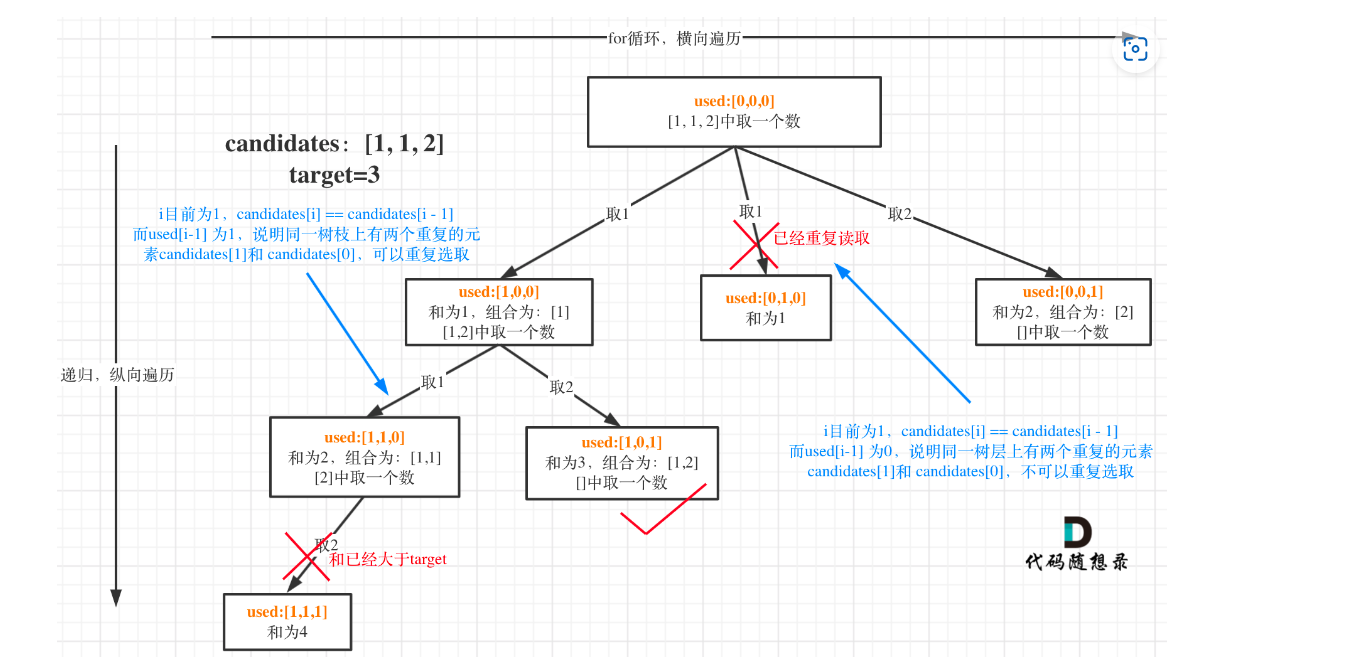 for循环，横向遍历
used:[0,0,0]
[1, 1, 2]中取一个数
candidates：[1, 1, 2]
target=3
i目前为1，candidates[i] == candidates[i - 1]
而used[i-1] 为1，说明同一树枝上有两个重复的元
素candidates[1]和 candidates[0]，可以重复选取
取1
取1
取2
已经重复读取
used:[1,0,0]
和为1，组合为：[1]
[1,2]中取一个数
used:[0,1,0]
和为1
used:[0,0,1]
和为2，组合为：[2]
[]中取一个数
递归，纵向遍历
取1
取2
used:[1,1,0]
和为2，组合为：[1,1]
[2]中取一个数
used:[1,0,1]
和为3，组合为：[1,2]
[]中取一个数
i目前为1，candidates[i] == candidates[i - 1]
而used[i-1] 为0，说明同一树层上有两个重复的元素
candidates[1]和 candidates[0]，不可以重复选取
取2
和已经大于target
used:[1,1,1]
和为4
代码随想录